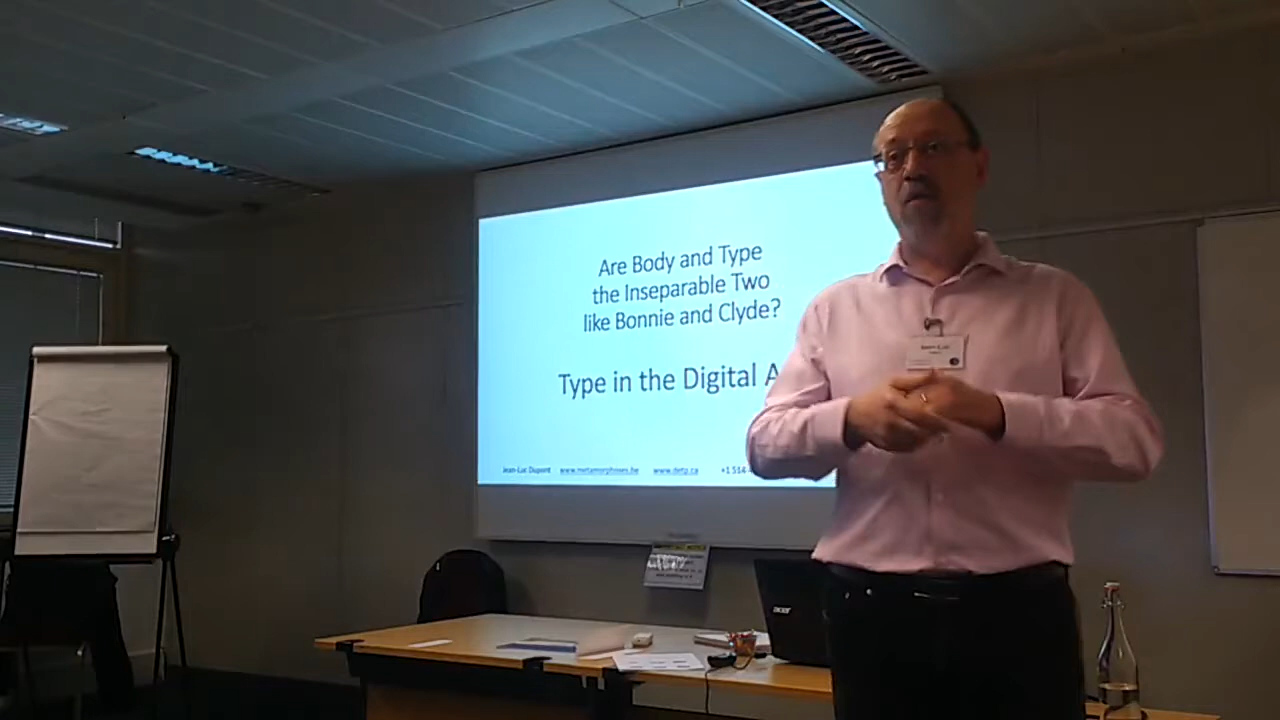 Are Body and Type
the Inseparable Two
like Bonnie and Clyde?
Type in the Digital A
Jean-Luc Dupont www.metamorphoses.be www.detp.ca +1 514
acer